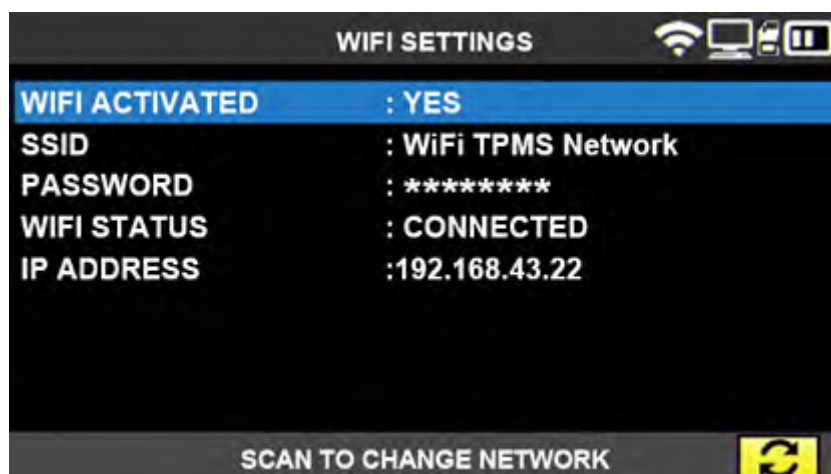 WIFI SETTINGS
WIFI ACTIVATED : YES
SSID : WiFi TPMS Network
PASSWORD : ********
WIFI STATUS : CONNECTED
IP ADDRESS :192.168.43.22
SCAN TO CHANGE NETWORK